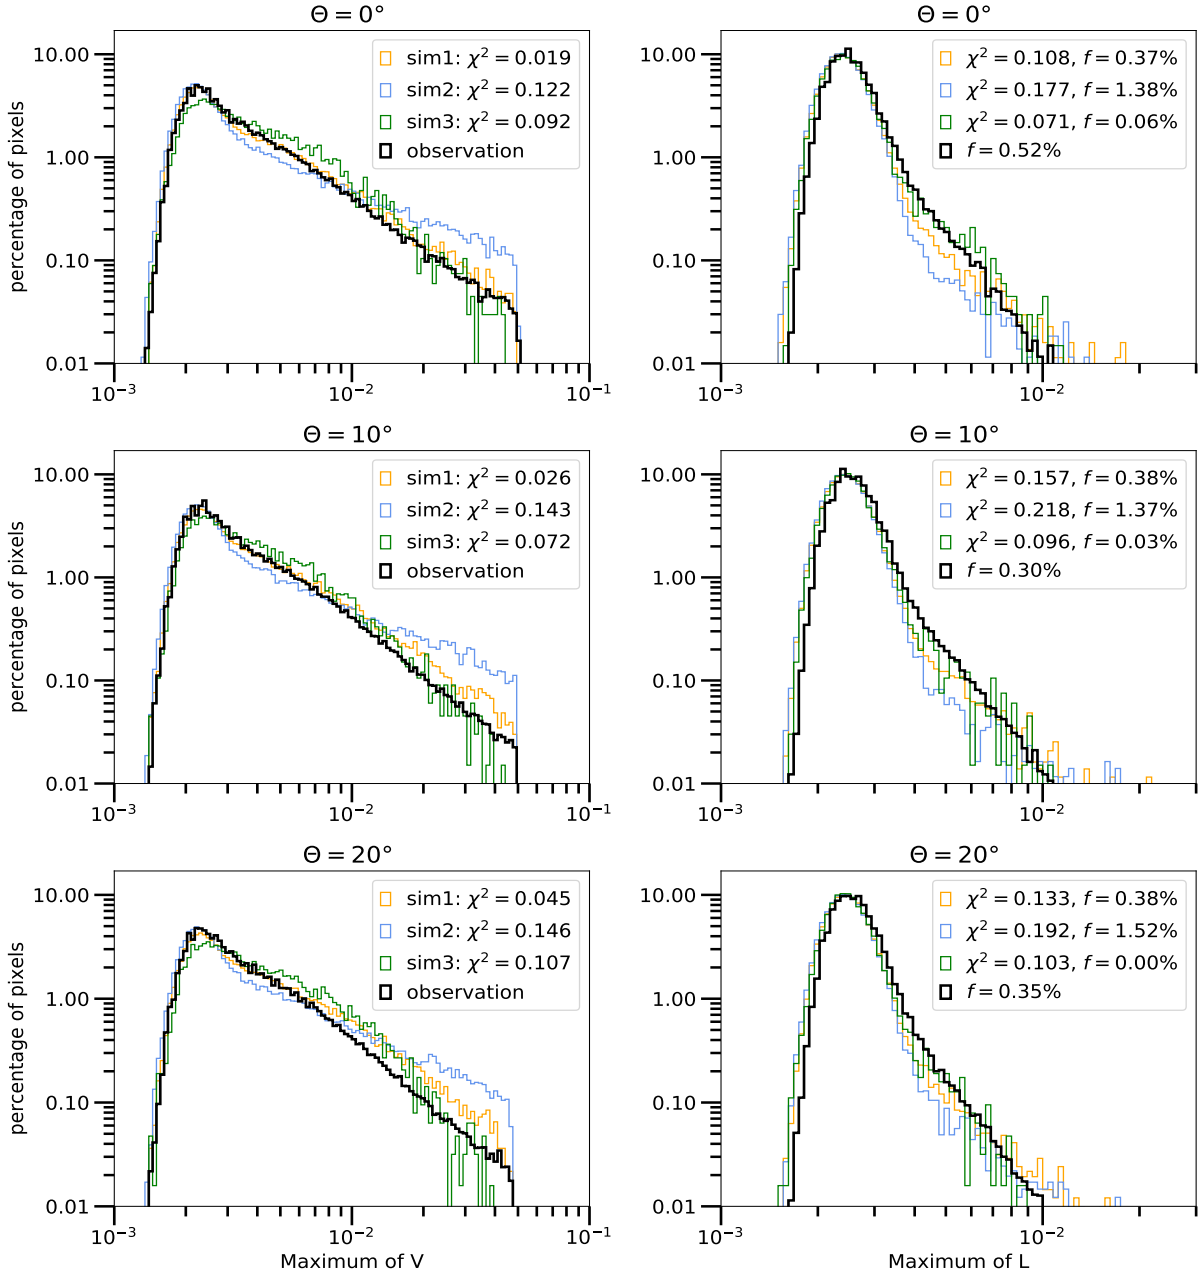 Θ = 0°
percentage of pixels
10.00
1.00
0.10
0.01
sim1: χ² = 0.019
sim2: χ² = 0.122
sim3: χ² = 0.092
observation
10⁻³
10⁻²
10⁻¹
Θ = 0°
10.00
1.00
0.10
0.01
χ² = 0.108, f = 0.37%
χ² = 0.177, f = 1.38%
χ² = 0.071, f = 0.06%
f = 0.52%
10⁻³
10⁻²
Θ = 10°
percentage of pixels
10.00
1.00
0.10
0.01
sim1: χ² = 0.026
sim2: χ² = 0.143
sim3: χ² = 0.072
observation
10⁻³
10⁻²
10⁻¹
Θ = 10°
10.00
1.00
0.10
0.01
χ² = 0.157, f = 0.38%
χ² = 0.218, f = 1.37%
χ² = 0.096, f = 0.03%
f = 0.30%
10⁻³
10⁻²
Θ = 20°
percentage of pixels
10.00
1.00
0.10
0.01
sim1: χ² = 0.045
sim2: χ² = 0.146
sim3: χ² = 0.107
observation
10⁻³
10⁻²
10⁻¹
Maximum of V
Θ = 20°
10.00
1.00
0.10
0.01
χ² = 0.133, f = 0.38%
χ² = 0.192, f = 1.52%
χ² = 0.103, f = 0.00%
f = 0.35%
10⁻³
10⁻²
Maximum of L